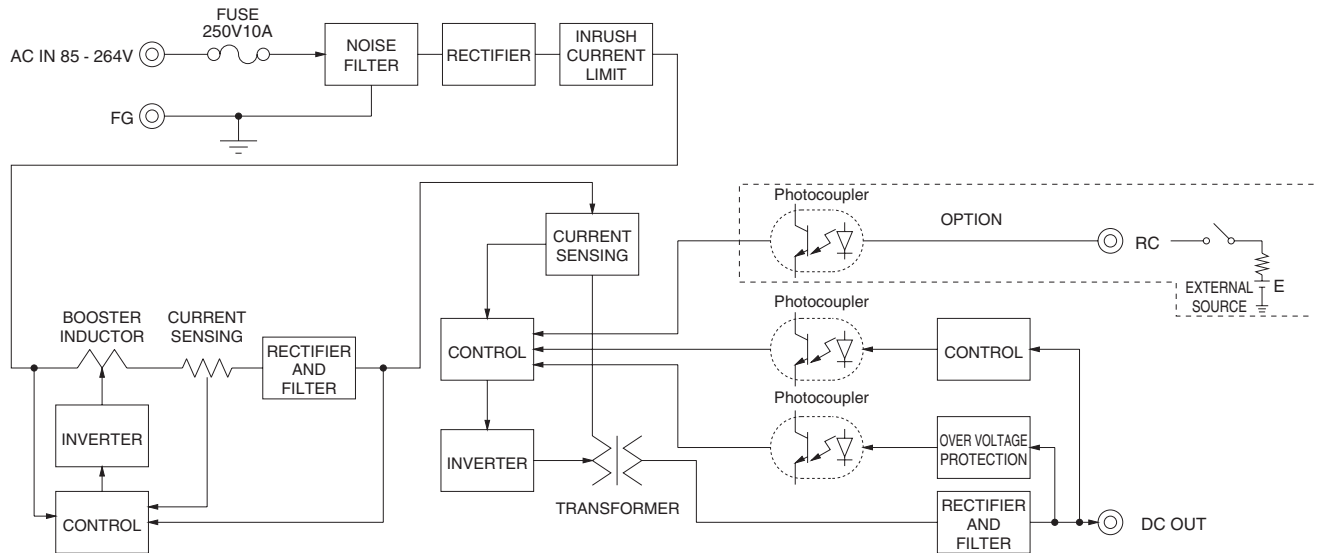 FUSE
250V10A
AC IN 85 - 264V
NOISE
FILTER
RECTIFIER
INRUSH
CURRENT
LIMIT
FG
Photocoupler
OPTION
RC
EXTERNAL
SOURCE
E
CURRENT
SENSING
BOOSTER
INDUCTOR
CURRENT
SENSING
RECTIFIER
AND
FILTER
CONTROL
Photocoupler
CONTROL
INVERTER
CONTROL
INVERTER
TRANSFORMER
Photocoupler
OVER VOLTAGE
PROTECTION
RECTIFIER
AND
FILTER
DC OUT